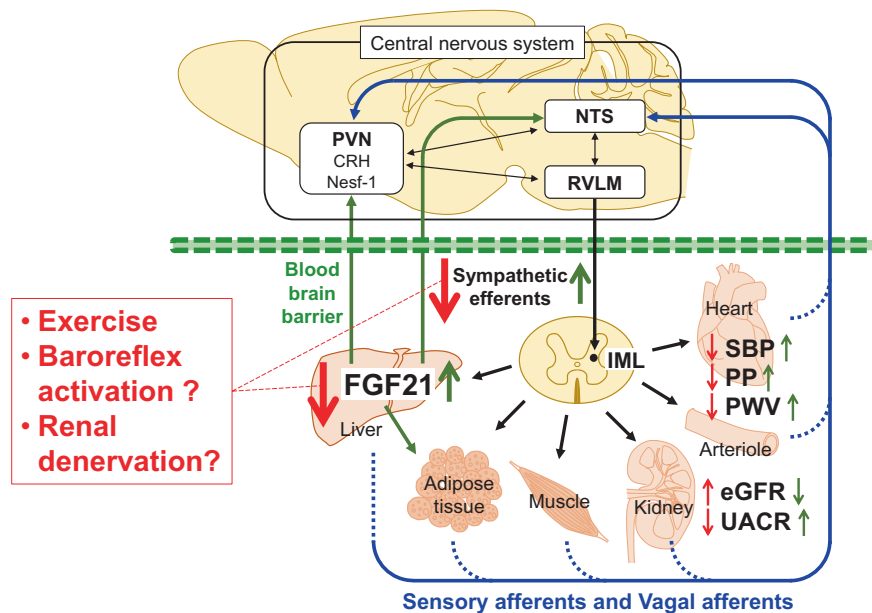 Central nervous system
NTS
PVN
CRH
Nesf-1
RVLM
Blood
brain
barrier
Sympathetic
efferents
• Exercise
• Baroreflex
activation ?
• Renal
denervation?
FGF21
Liver
IML
Heart
SBP
PP
PWV
Arteriole
Adipose
tissue
Muscle
Kidney
eGFR
UACR
Sensory afferents and Vagal afferents